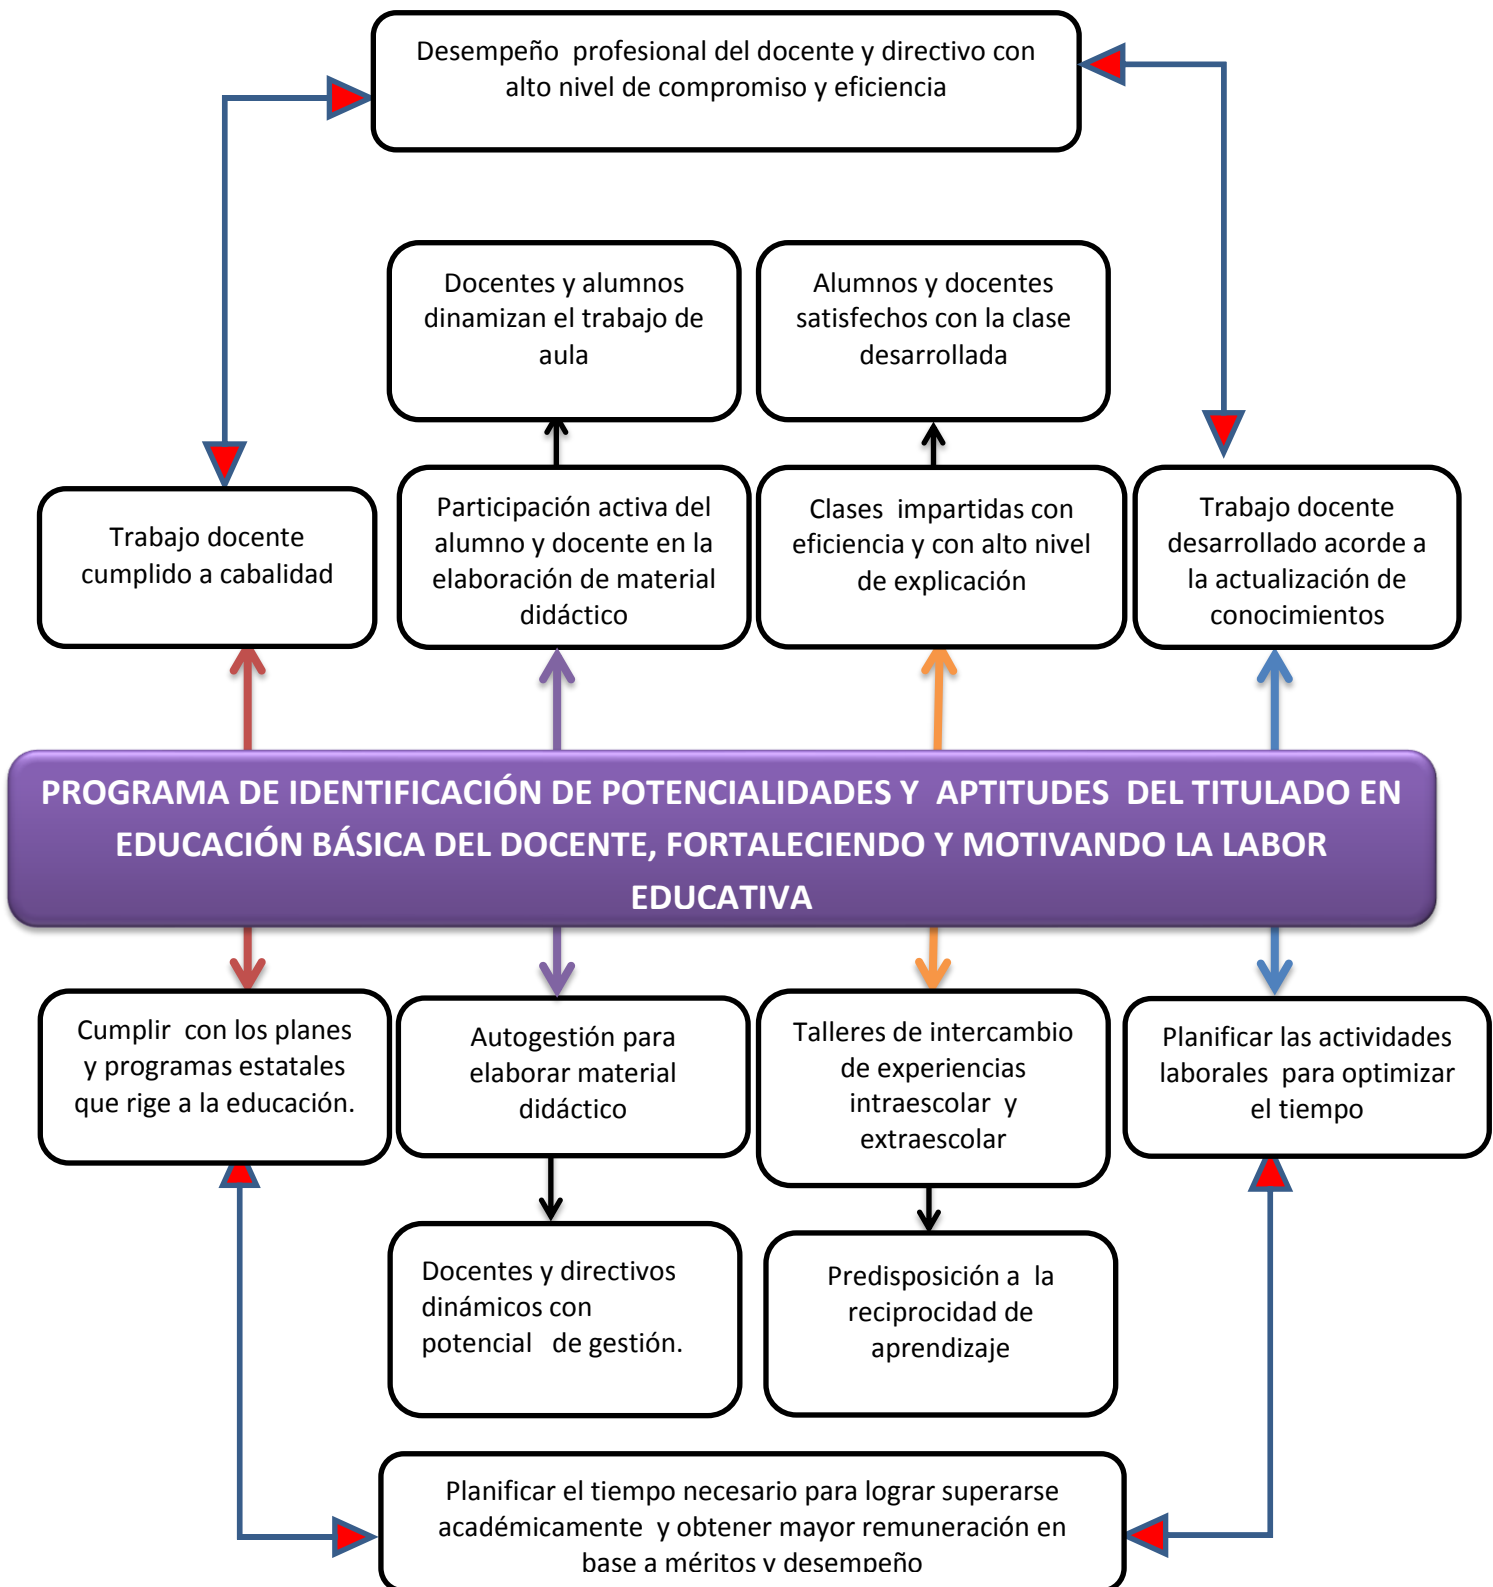 Desempeño profesional del docente y directivo con
alto nivel de compromiso y eficiencia
Docentes y alumnos
dinamizan el trabajo de
aula
Alumnos y docentes
satisfechos con la clase
desarrollada
Trabajo docente
cumplido a cabalidad
Participación activa del
alumno y docente en la
elaboración de material
didáctico
Clases impartidas con
eficiencia y con alto nivel
de explicación
Trabajo docente
desarrollado acorde a
la actualización de
conocimientos
PROGRAMA DE IDENTIFICACIÓN DE POTENCIALIDADES Y APTITUDES DEL TITULADO EN
EDUCACIÓN BÁSICA DEL DOCENTE, FORTALECIENDO Y MOTIVANDO LA LABOR
EDUCATIVA
Cumplir con los planes
y programas estatales
que rige a la educación.
Autogestión para
elaborar material
didáctico
Talleres de intercambio
de experiencias
intraescolar y
extraescolar
Planificar las actividades
laborales para optimizar
el tiempo
Docentes y directivos
dinámicos con
potencial de gestión.
Predisposición a la
reciprocidad de
aprendizaje
Planificar el tiempo necesario para lograr superarse
académicamente y obtener mayor remuneración en
base a méritos y desempeño